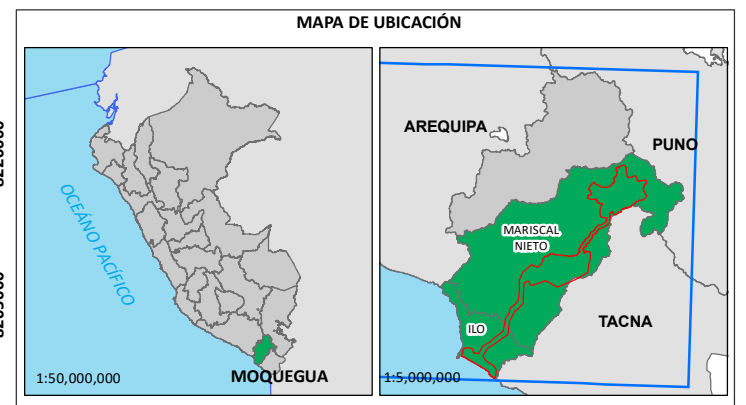 MAPA DE UBICACIÓN
OCEÁNO PACÍFICO
1:50,000,000
MOQUEGUA
AREQUIPA
PUNO
MARISCAL
NIETO
ILO
TACNA
1:5,000,000